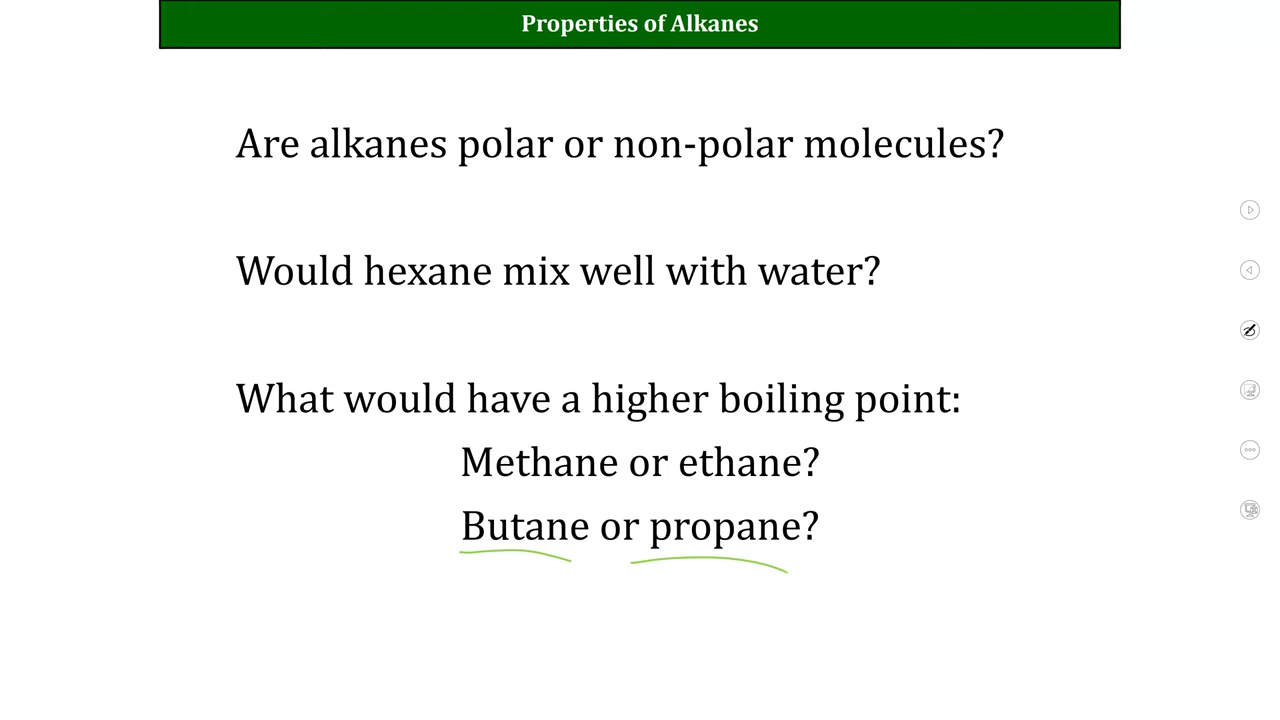 Properties of Alkanes
Are alkanes polar or non-polar molecules?
Would hexane mix well with water?
What would have a higher boiling point:
Methane or ethane?
Butane or propane?